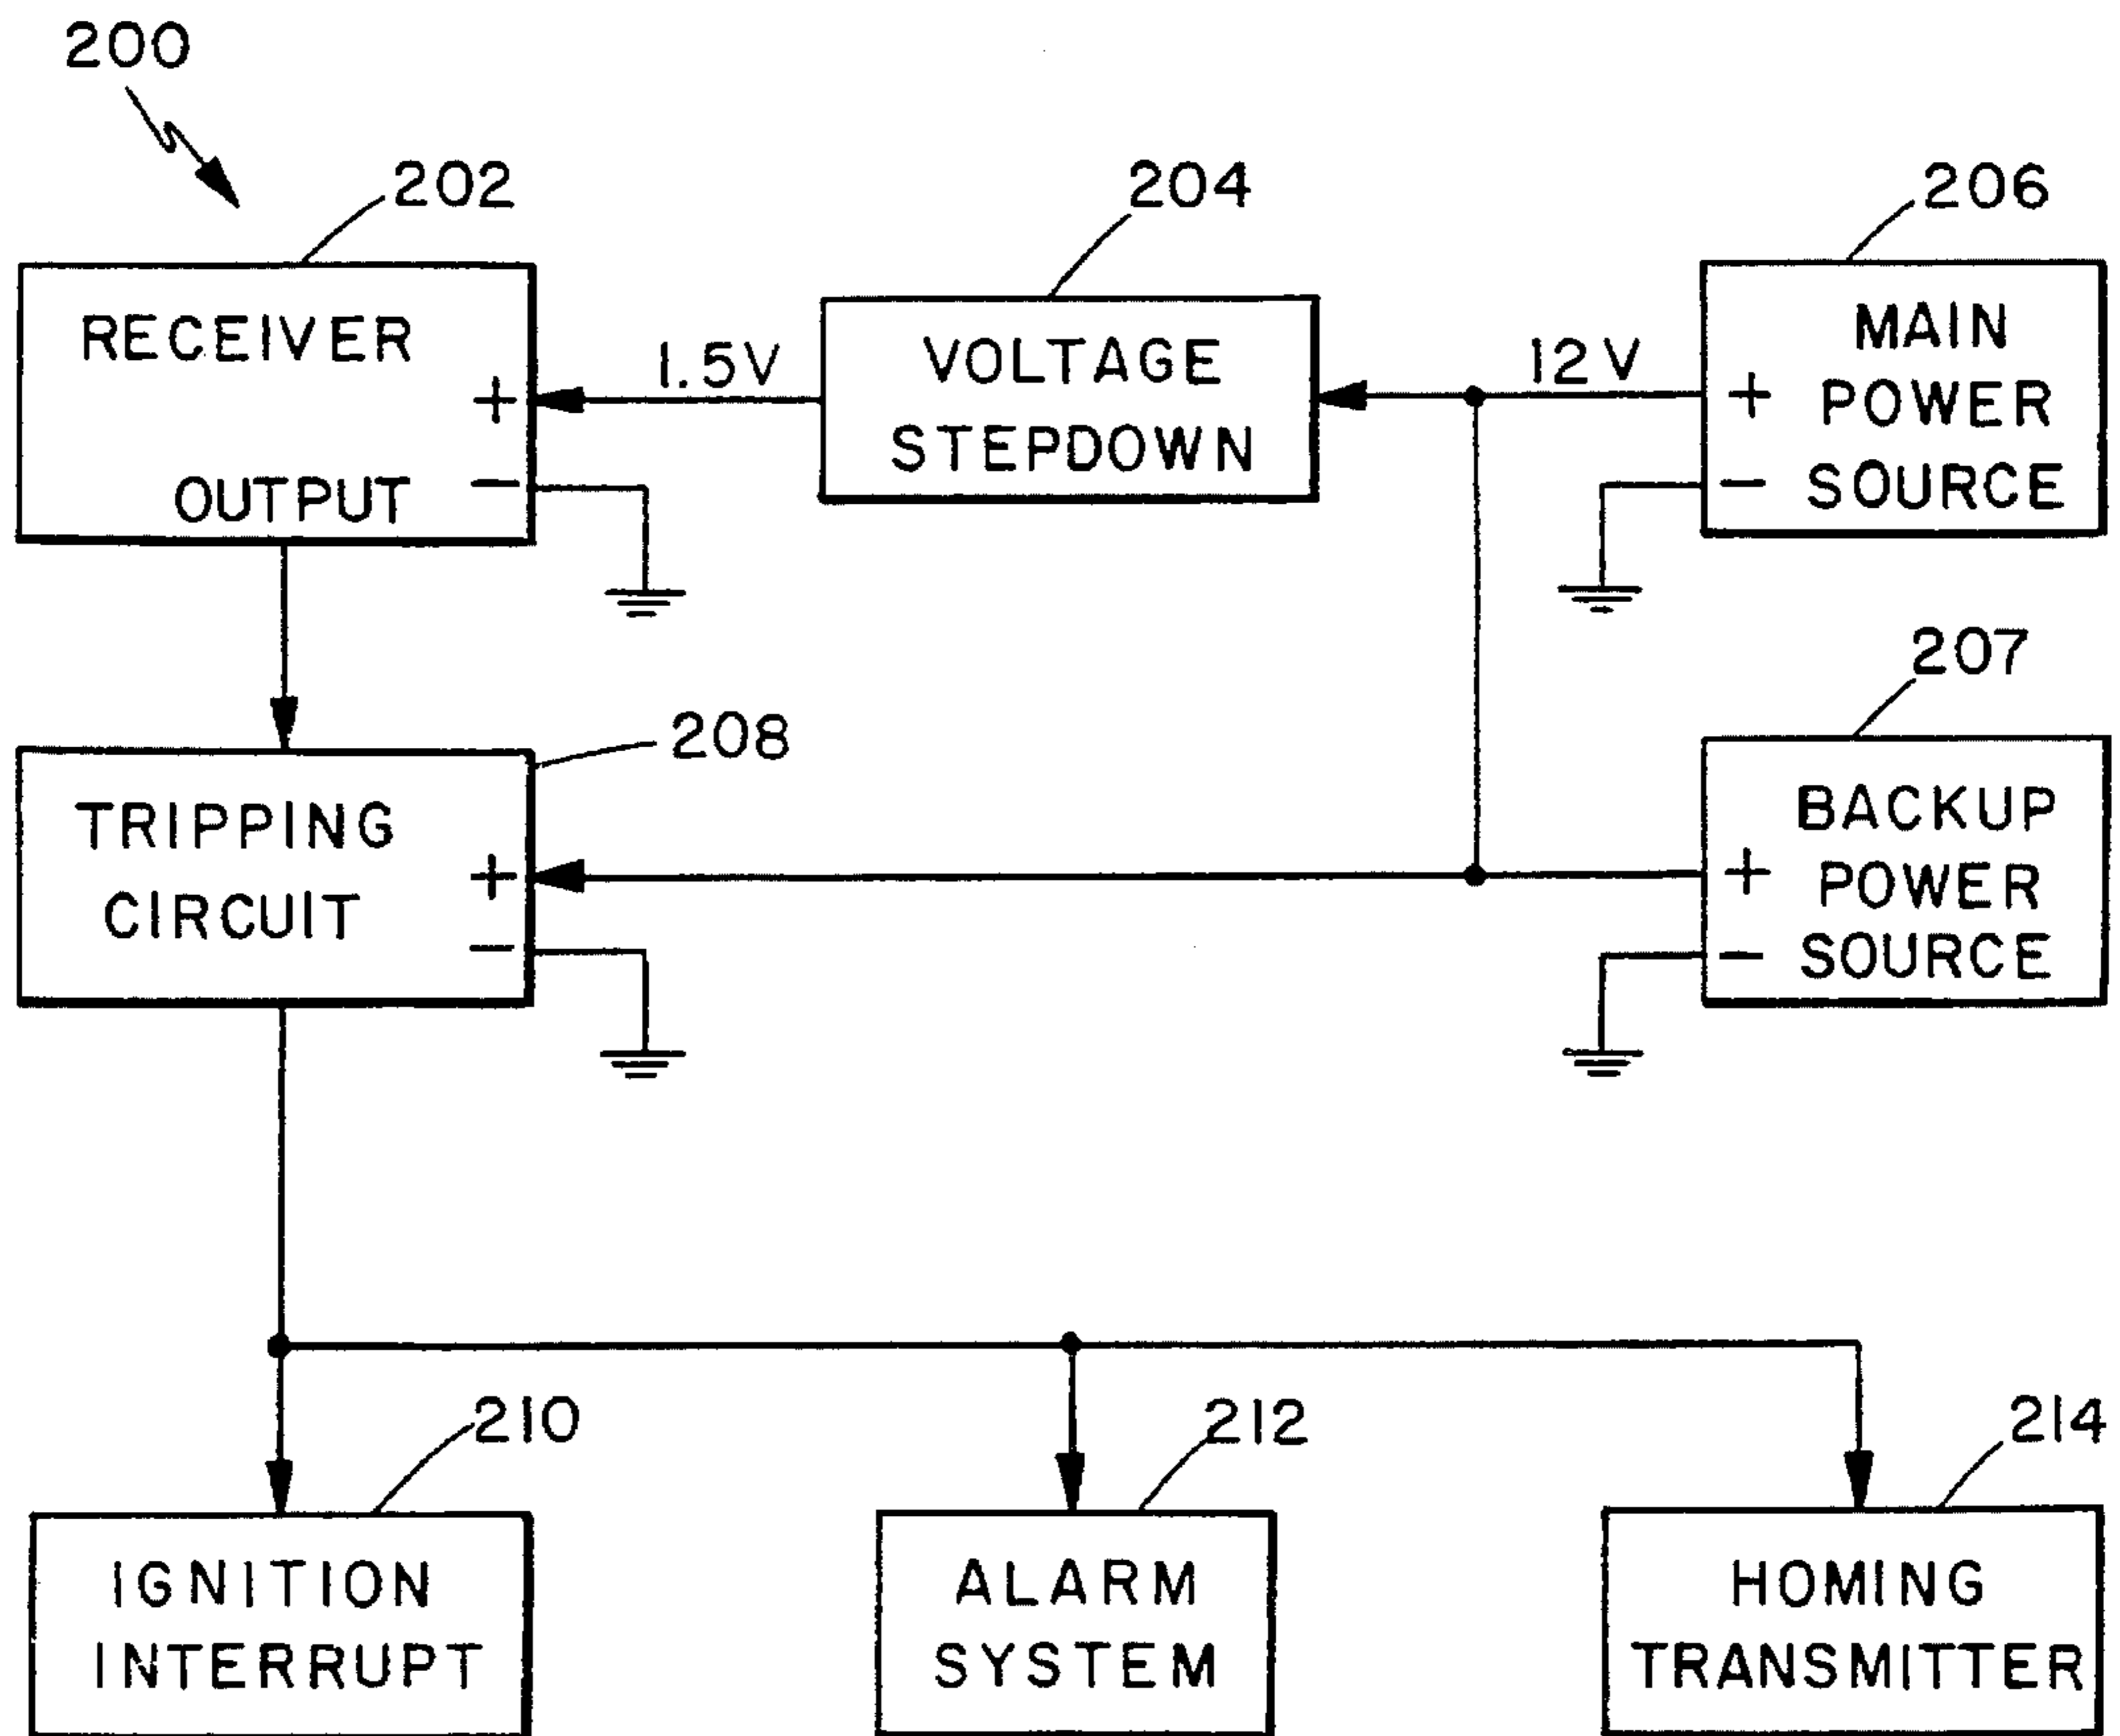 200
202
204
206
RECEIVER
+
OUTPUT
−
1.5V
VOLTAGE
STEPDOWN
12V
MAIN
+ POWER
− SOURCE
207
208
TRIPPING
+
CIRCUIT
−
BACKUP
+ POWER
− SOURCE
210
212
214
IGNITION
INTERRUPT
ALARM
SYSTEM
HOMING
TRANSMITTER